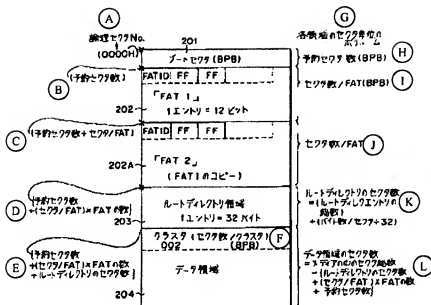 A
G
論理セクタNo.
(0000H)
201
各領域のセクタ単位の
ボリューム
ブートセクタ(BPB)
予約セクタ数(BPB)
H
B
(予約セクタ数)
FATID FF FF
セクタ数/FAT(BPB)
I
「FAT 1」
202
1エントリ=12ビット
C
(予約セクタ数+セクタ/FAT)
FATID FF FF
セクタ数/FAT
J
202A
「FAT 2」
(FAT1のコピー)
D
(予約セクタ数
+(セクタ/FAT)×FATの数)
ルートディレクトリ領域
1エントリ=32バイト
203
ルートディレクトリのセクタ数
=(ルートディレクエントリの
総数)
÷(バイト数/セクタ÷32)
K
E
(予約セクタ数
+(セクタ/FAT)×FATの数
+ルートディレクトリのセクタ数)
クラスタ(セクタ数/クラスタ)
002 (BPB)
F
データ領域
204
データ領域のセクタ数
=メディアの中のセクタ総数
-(ルートディレクトリのセクタ数
+(セクタ/FAT)×FATの数
+予約セクタ数)
L